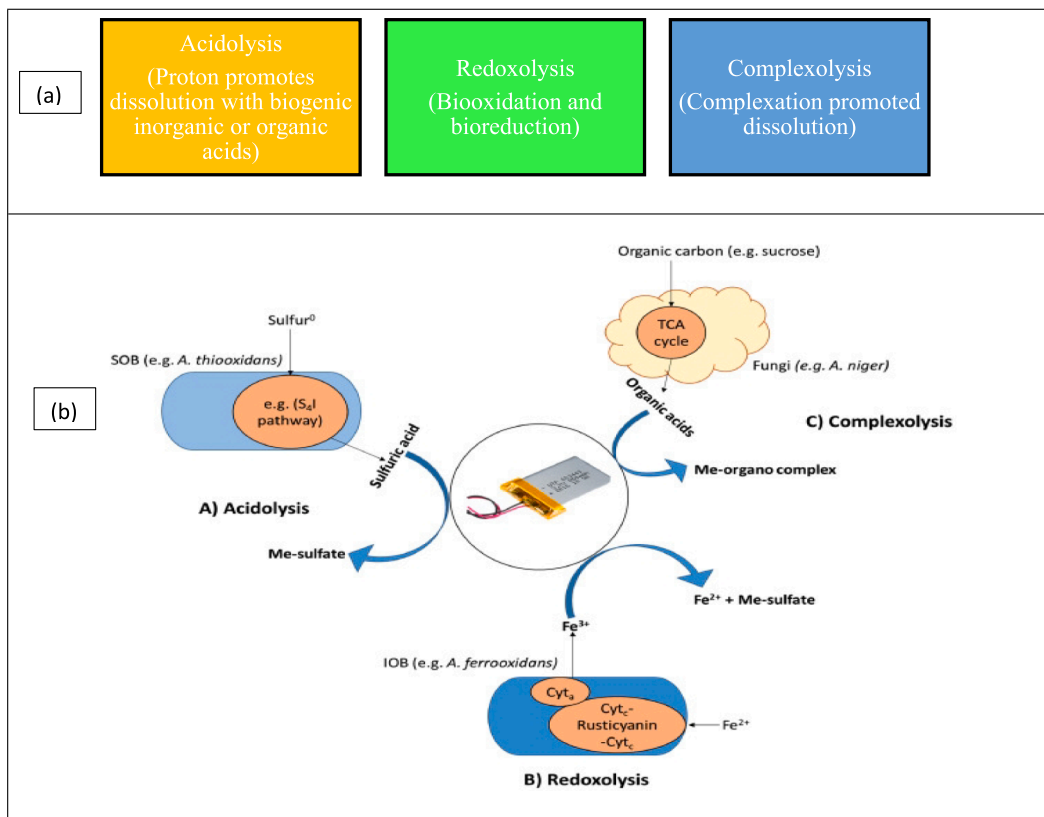 (a)
Acidolysis
(Proton promotes
dissolution with biogenic
inorganic or organic
acids)
Redoxolysis
(Biooxidation and
bioreduction)
Complexolysis
(Complexation promoted
dissolution)
(b)
Organic carbon (e.g. sucrose)
TCA
cycle
Fungi (e.g. A. niger)
Organic acids
C) Complexolysis
Me-organo complex
Sulfur⁰
SOB (e.g. A. thiooxidans)
e.g. (S₄I
pathway)
Sulfuric acid
A) Acidolysis
Me-sulfate
Fe²⁺ + Me-sulfate
Fe³⁺
IOB (e.g. A. ferrooxidans)
Cytₐ
Cyt꜀-
Rusticyanin
-Cyt꜀
Fe²⁺
B) Redoxolysis